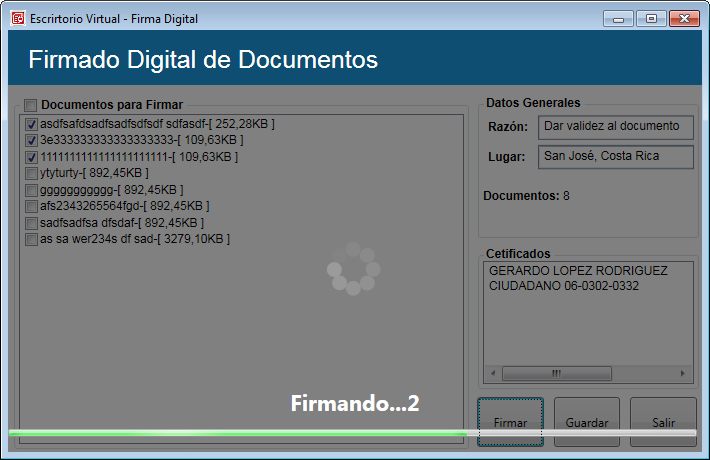 Escrirtorio Virtual - Firma Digital
Firmado Digital de Documentos
Documentos para Firmar
asdfsafdsadfsadfsdfsdf sdfasdf-[ 252,28KB ]
3e333333333333333333-[ 109,63KB ]
1111111111111111111111-[ 109,63KB ]
ytyturty-[ 892,45KB ]
ggggggggggg-[ 892,45KB ]
afs2343265564fgd-[ 892,45KB ]
sadfsadfsa dfsdaf-[ 892,45KB ]
as sa wer234s df sad-[ 3279,10KB ]
Datos Generales
Razón: Dar validez al documento
Lugar: San José, Costa Rica
Documentos: 8
Cetificados
GERARDO LOPEZ RODRIGUEZ
CIUDADANO 06-0302-0332
Firmando...2
Firmar Guardar Salir